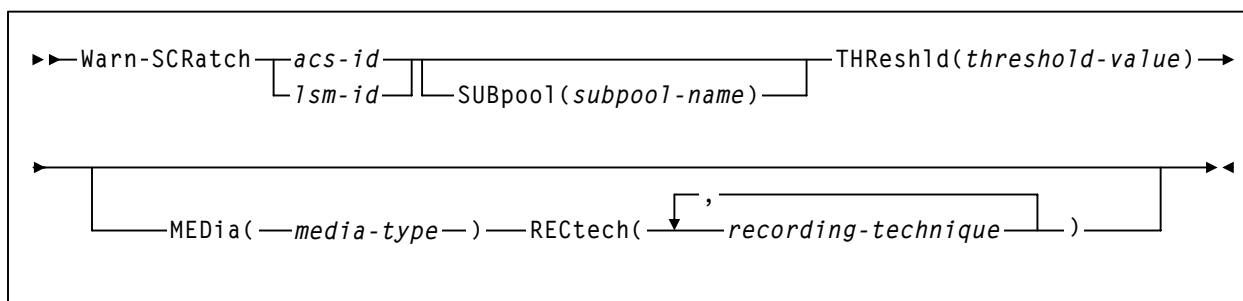 Warn-SCRatch acs-id THReshld(threshold-value)
lsm-id SUBpool(subpool-name)
,
MEDia( media-type ) RECtech( recording-technique )